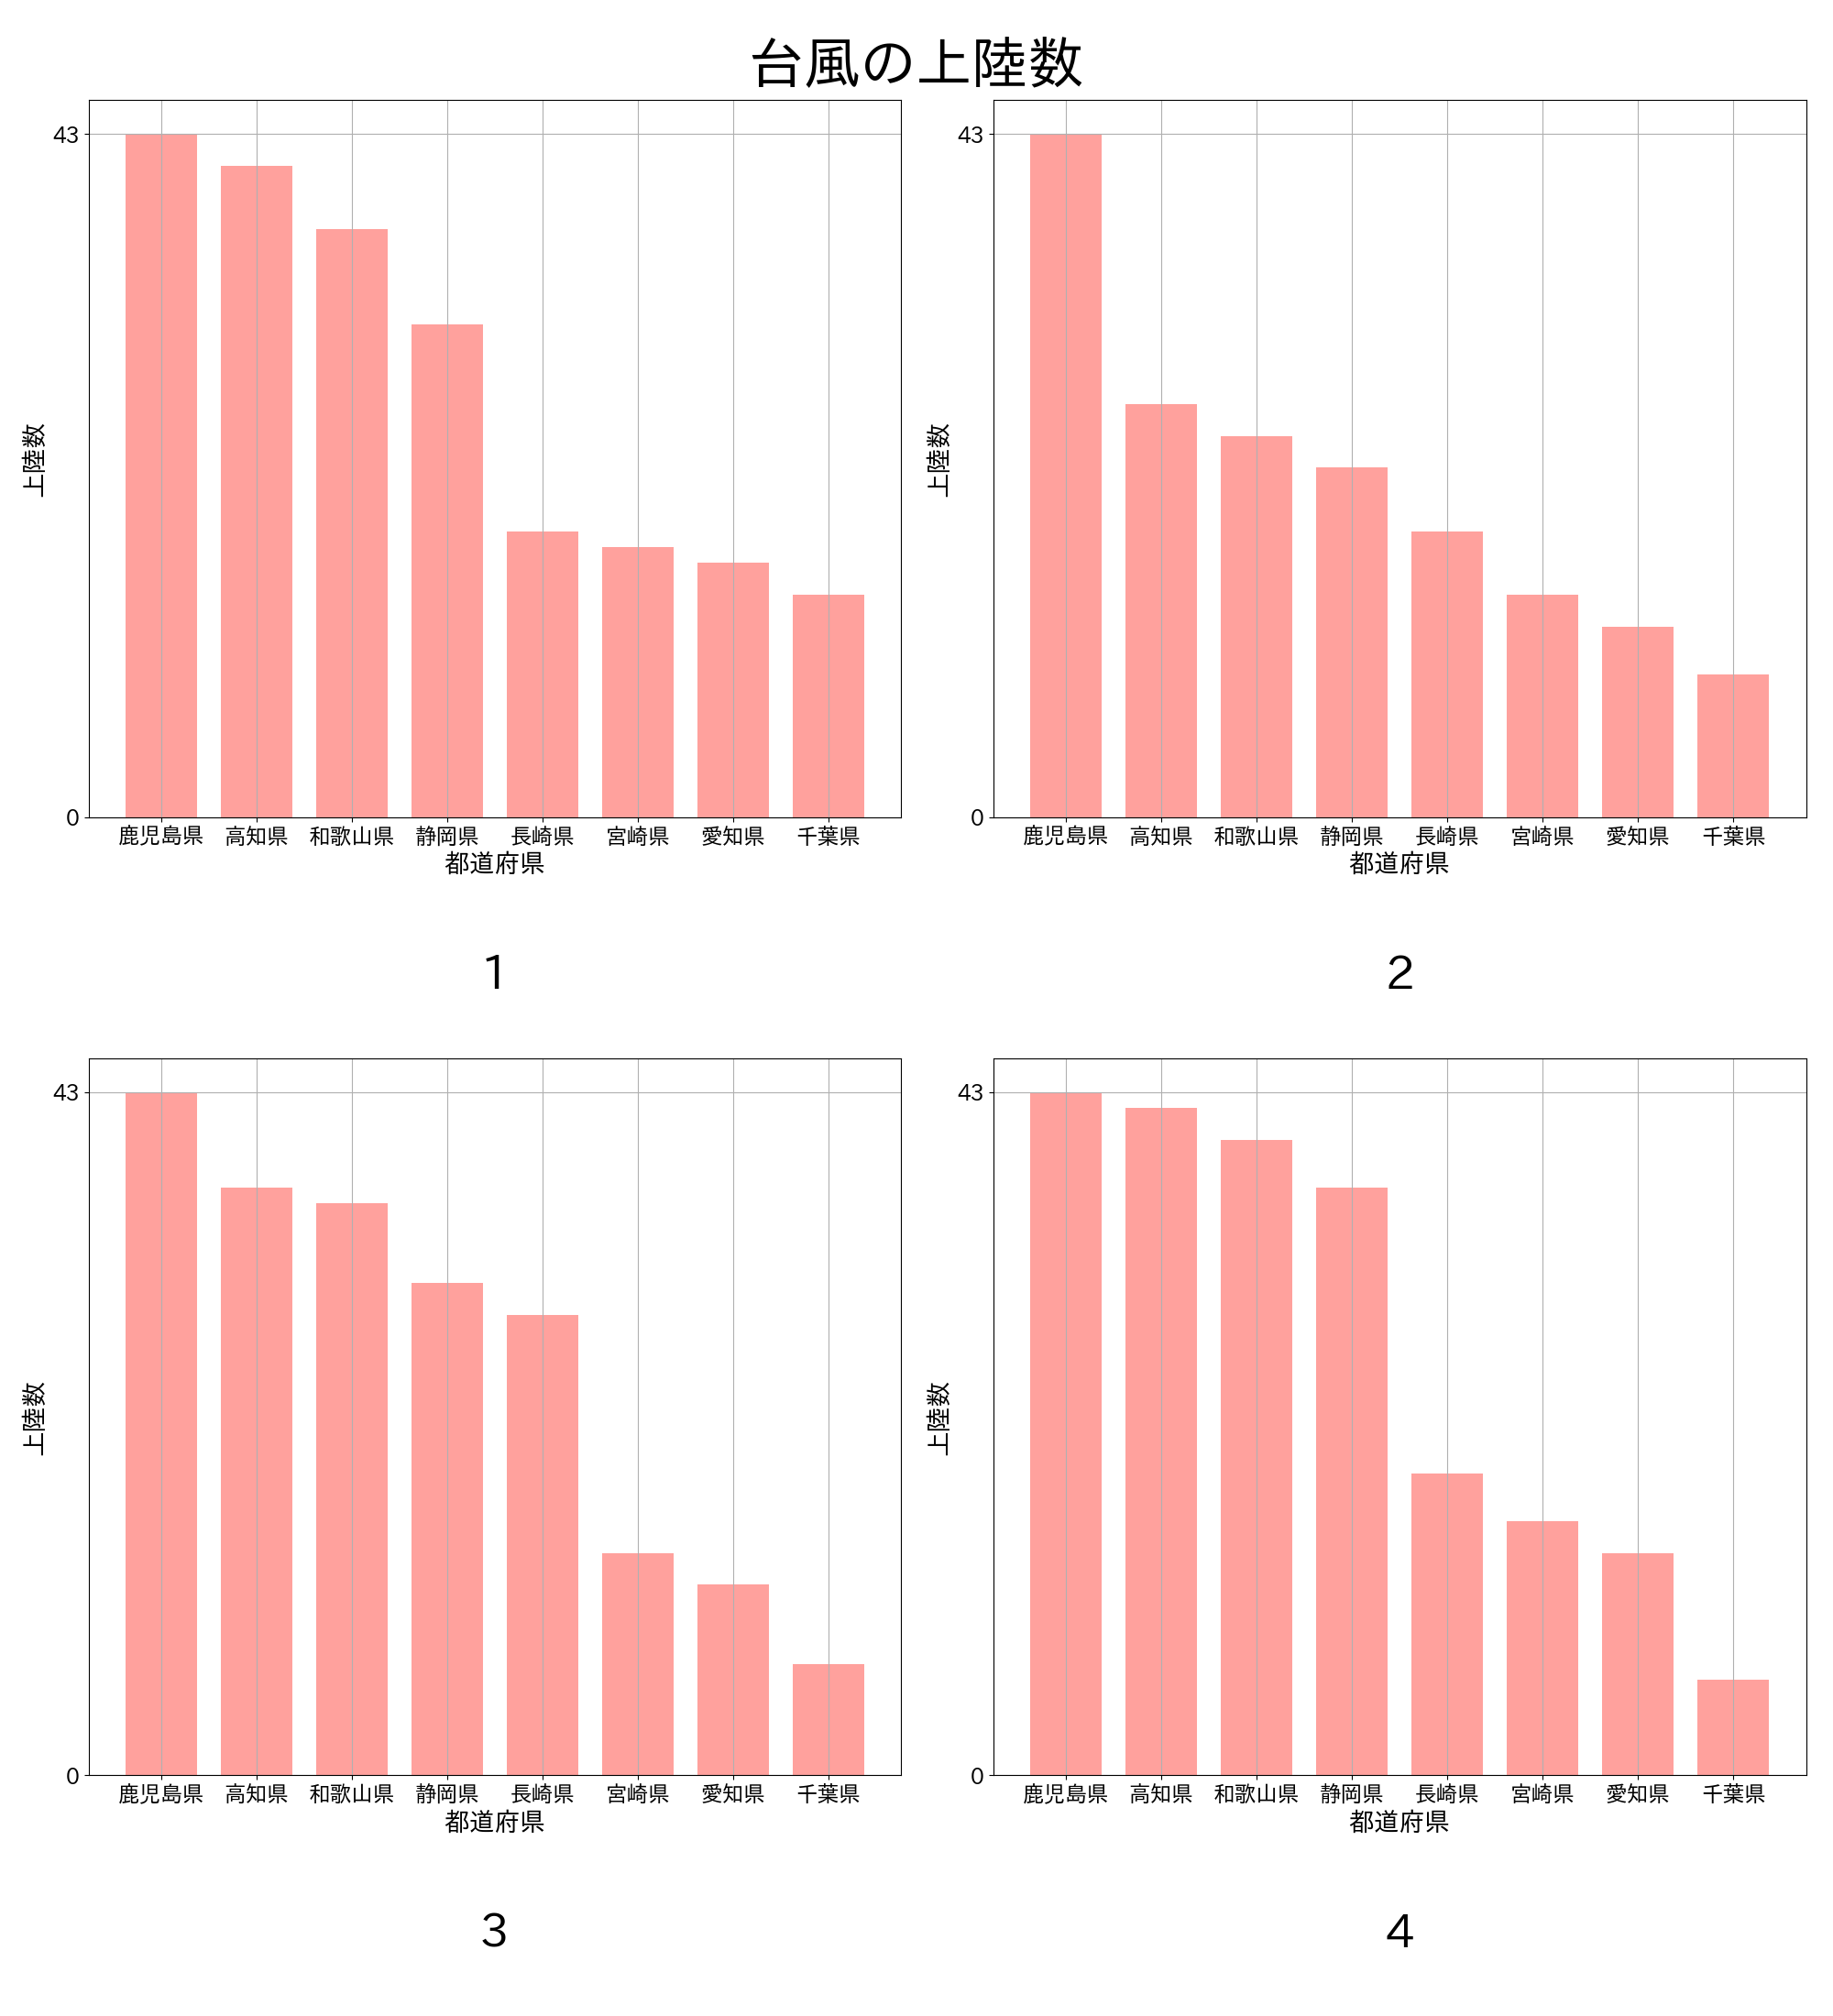 台風の上陸数
43
0
上陸数
鹿児島県 高知県 和歌山県 静岡県 長崎県 宮崎県 愛知県 千葉県
都道府県
1
43
0
上陸数
鹿児島県 高知県 和歌山県 静岡県 長崎県 宮崎県 愛知県 千葉県
都道府県
2
43
0
上陸数
鹿児島県 高知県 和歌山県 静岡県 長崎県 宮崎県 愛知県 千葉県
都道府県
3
43
0
上陸数
鹿児島県 高知県 和歌山県 静岡県 長崎県 宮崎県 愛知県 千葉県
都道府県
4